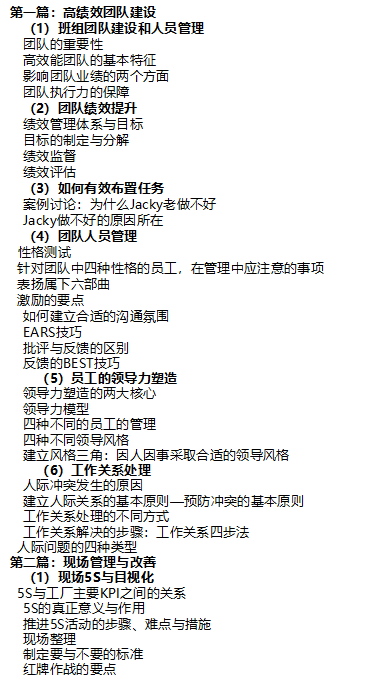 第一篇：高绩效团队建设
（1）班组团队建设和人员管理
团队的重要性
高效能团队的基本特征
影响团队业绩的两个方面
团队执行力的保障
（2）团队绩效提升
绩效管理体系与目标
目标的制定与分解
绩效监督
绩效评估
（3）如何有效布置任务
案例讨论：为什么Jacky老做不好
Jacky做不好的原因所在
（4）团队人员管理
性格测试
针对团队中四种性格的员工，在管理中应注意的事项
表扬属下六部曲
激励的要点
如何建立合适的沟通氛围
EARS技巧
批评与反馈的区别
反馈的BEST技巧
（5）员工的领导力塑造
领导力塑造的两大核心
领导力模型
四种不同的员工的管理
四种不同领导风格
建立风格三角：因人因事采取合适的领导风格
（6）工作关系处理
人际冲突发生的原因
建立人际关系的基本原则—预防冲突的基本原则
工作关系处理的不同方式
工作关系解决的步骤：工作关系四步法
人际问题的四种类型
第二篇：现场管理与改善
（1）现场5S与目视化
5S与工厂主要KPI之间的关系
5S的真正意义与作用
推进5S活动的步骤、难点与措施
现场整理
制定要与不要的标准
红牌作战的要点